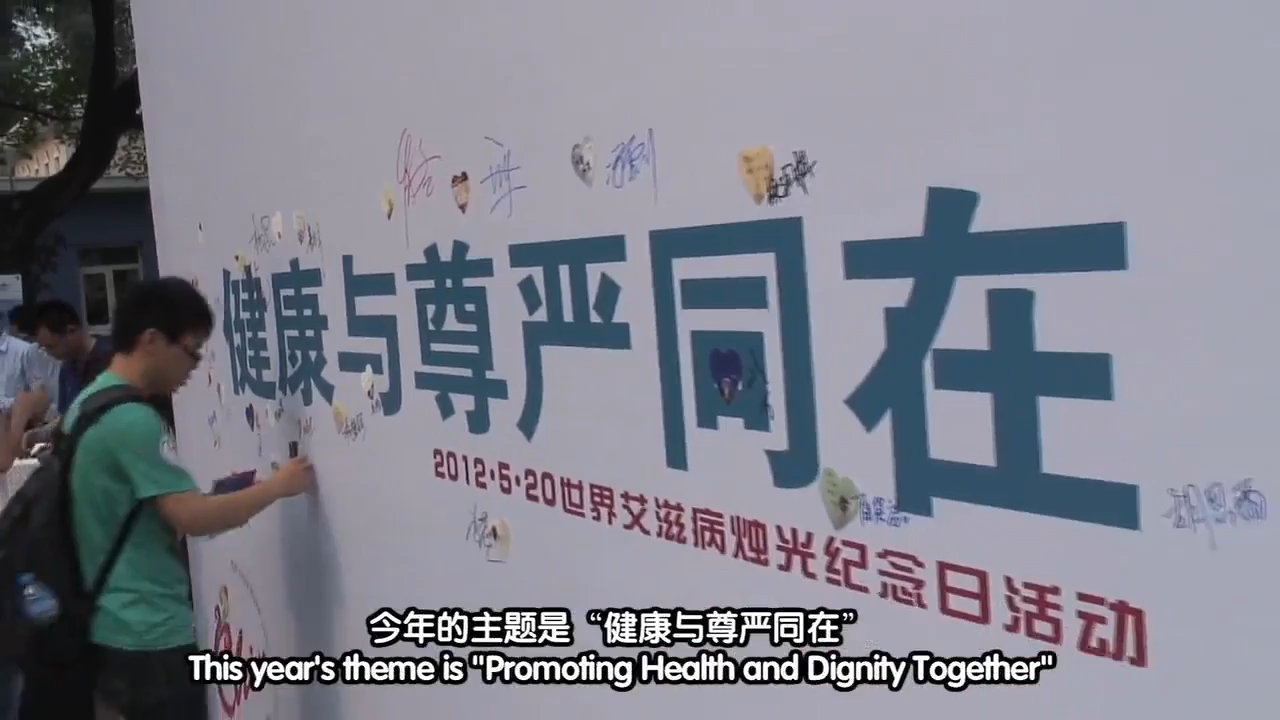 健康与尊严同在
2012·5·20世界艾滋病烛光纪念日活动
今年的主题是“健康与尊严同在”
This year's theme is "Promoting Health and Dignity Together"